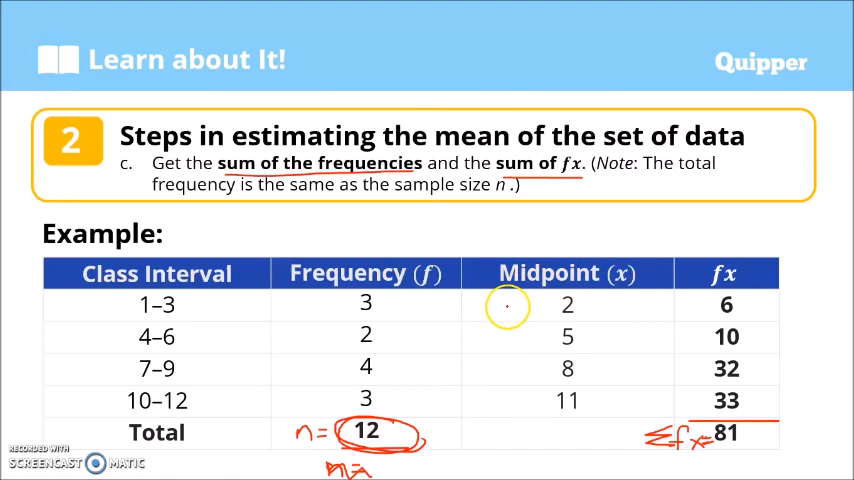 Learn about It!
Quipper
2
Steps in estimating the mean of the set of data
c. Get the sum of the frequencies and the sum of fx. (Note: The total
frequency is the same as the sample size n .)
Example:
Class Interval Frequency (f) Midpoint (x) fx
1–3 3 2 6
4–6 2 5 10
7–9 4 8 32
10–12 3 11 33
Total n = 12 Σfx = 81
RECORDED WITH
SCREENCAST MATIC